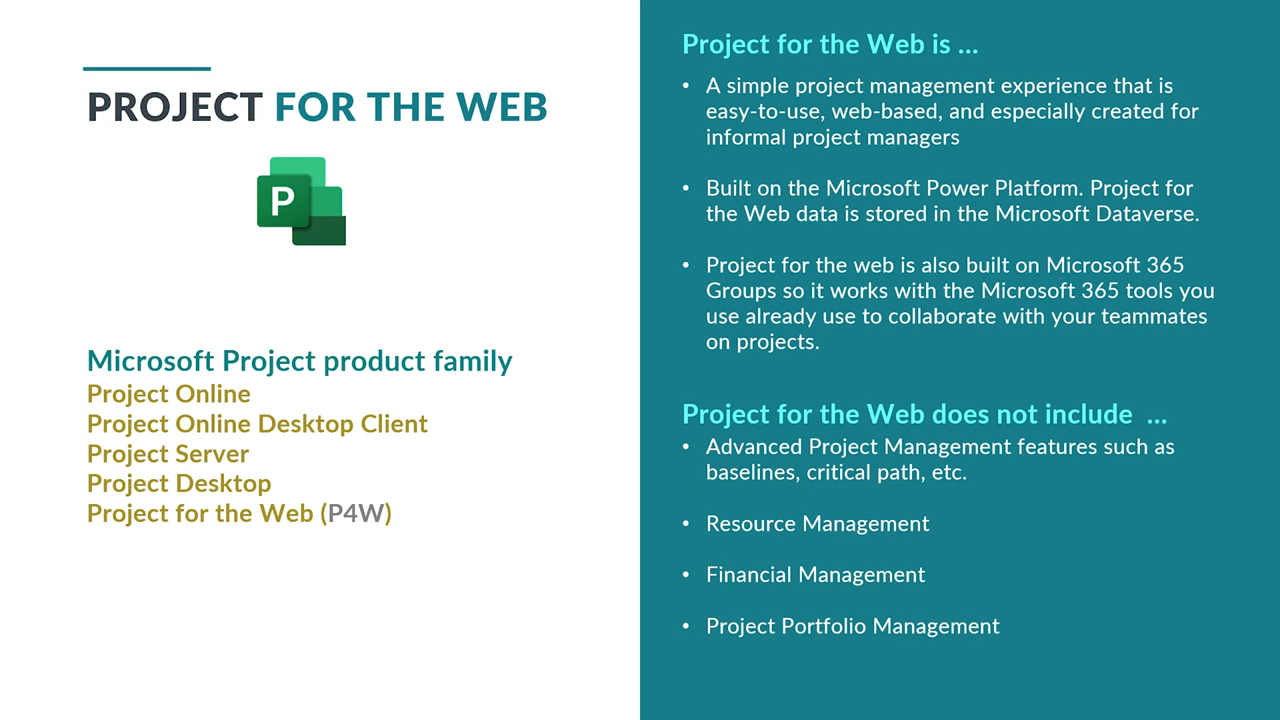 PROJECT FOR THE WEB
P
Microsoft Project product family
Project Online
Project Online Desktop Client
Project Server
Project Desktop
Project for the Web (P4W)
Project for the Web is ...
• A simple project management experience that is
easy-to-use, web-based, and especially created for
informal project managers
• Built on the Microsoft Power Platform. Project for
the Web data is stored in the Microsoft Dataverse.
• Project for the web is also built on Microsoft 365
Groups so it works with the Microsoft 365 tools you
use already use to collaborate with your teammates
on projects.
Project for the Web does not include ...
• Advanced Project Management features such as
baselines, critical path, etc.
• Resource Management
• Financial Management
• Project Portfolio Management